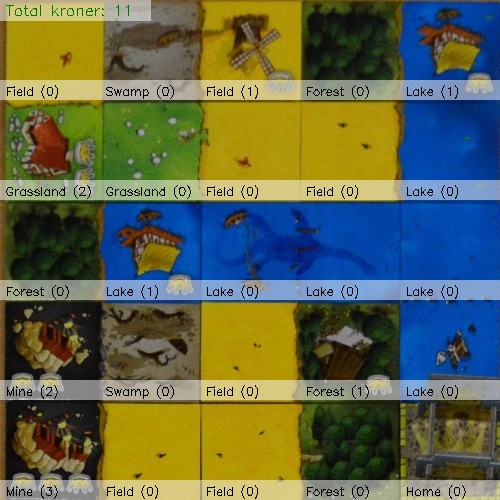 Total kroner: 11
Field (0)
Swamp (0)
Field (1)
Forest (0)
Lake (1)
Grassland (2)
Grassland (0)
Field (0)
Field (0)
Lake (0)
Forest (0)
Lake (1)
Lake (0)
Lake (0)
Lake (0)
Mine (2)
Swamp (0)
Field (0)
Forest (1)
Lake (0)
Mine (3)
Field (0)
Field (0)
Forest (0)
Home (0)